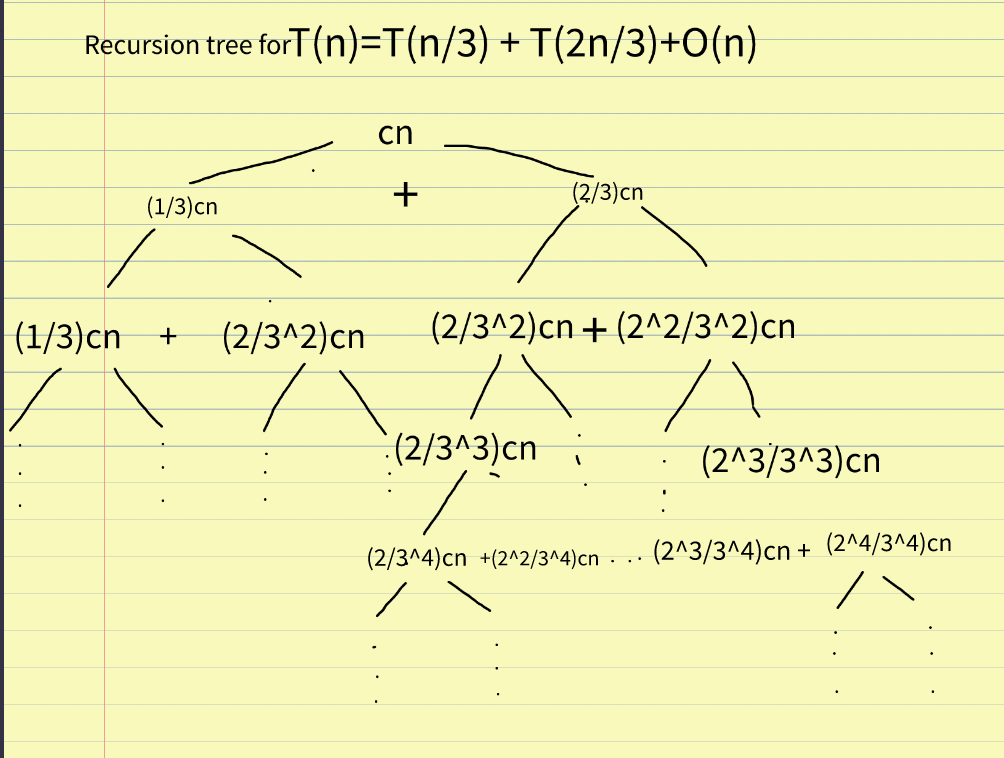 Recursion tree forT(n)=T(n/3) + T(2n/3)+O(n)
cn
(1/3)cn + (2/3)cn
(1/3)cn + (2/3^2)cn (2/3^2)cn + (2^2/3^2)cn
(2/3^3)cn (2^3/3^3)cn
(2/3^4)cn +(2^2/3^4)cn . . . (2^3/3^4)cn + (2^4/3^4)cn